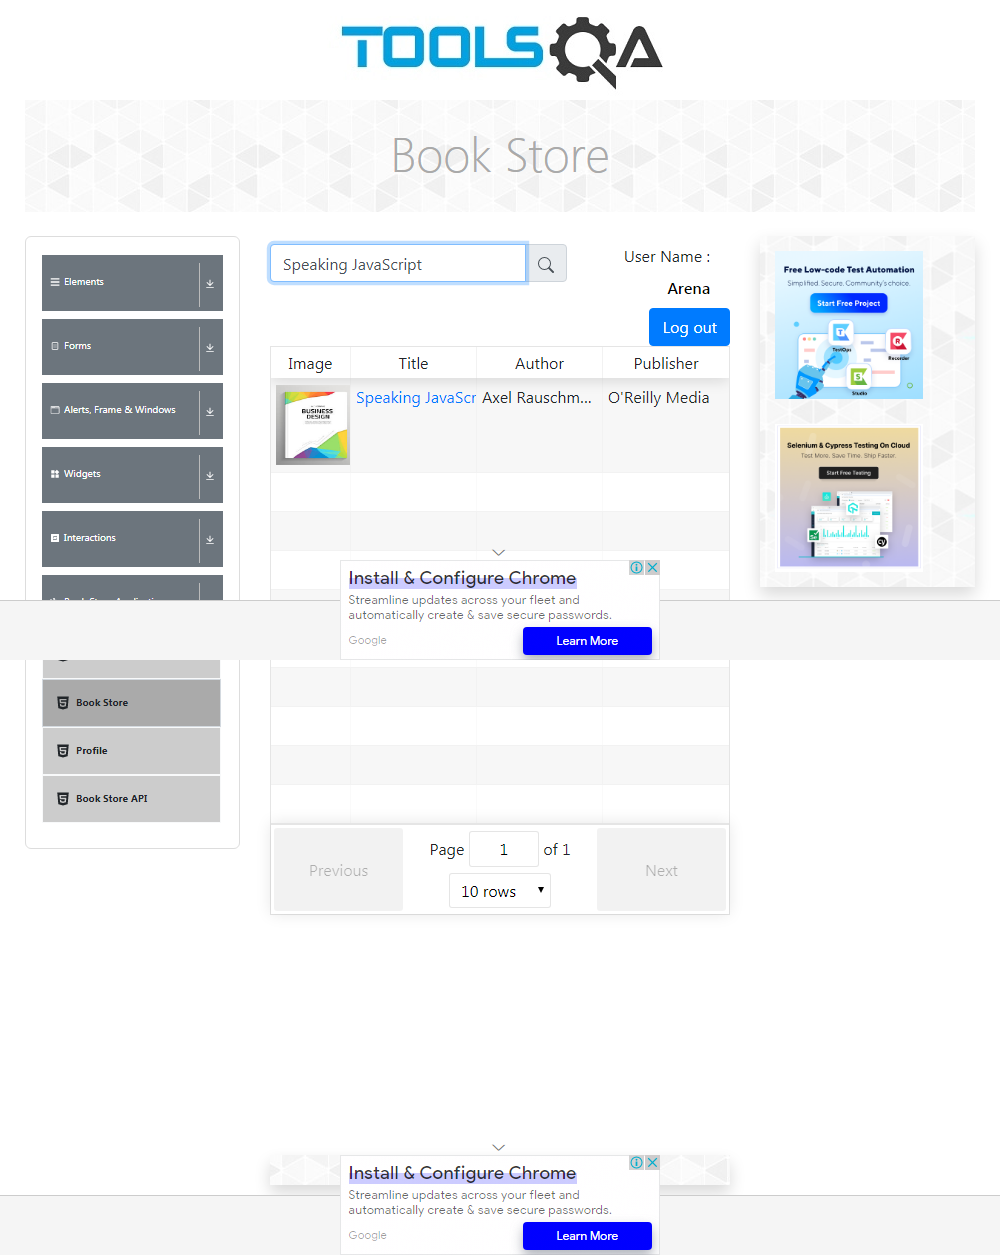 TOOLSQA
Book Store
Elements
Forms
Alerts, Frame & Windows
Widgets
Interactions
Book Store
Profile
Book Store API
Speaking JavaScript
User Name :
Arena
Log out
Image Title Author Publisher
BUSINESS
DESIGN
Speaking JavaScr Axel Rauschm... O'Reilly Media
Install & Configure Chrome
Streamline updates across your fleet and
automatically create & save secure passwords.
Google
Learn More
Previous
Page 1 of 1
10 rows
Next
Free Low-code Test Automation
Simplified. Secure. Community's choice.
Start Free Project
TestOps
Recorder
Studio
Selenium & Cypress Testing On Cloud
Test More. Save Time. Ship Faster.
Start Free Testing
cy
Install & Configure Chrome
Streamline updates across your fleet and
automatically create & save secure passwords.
Google
Learn More